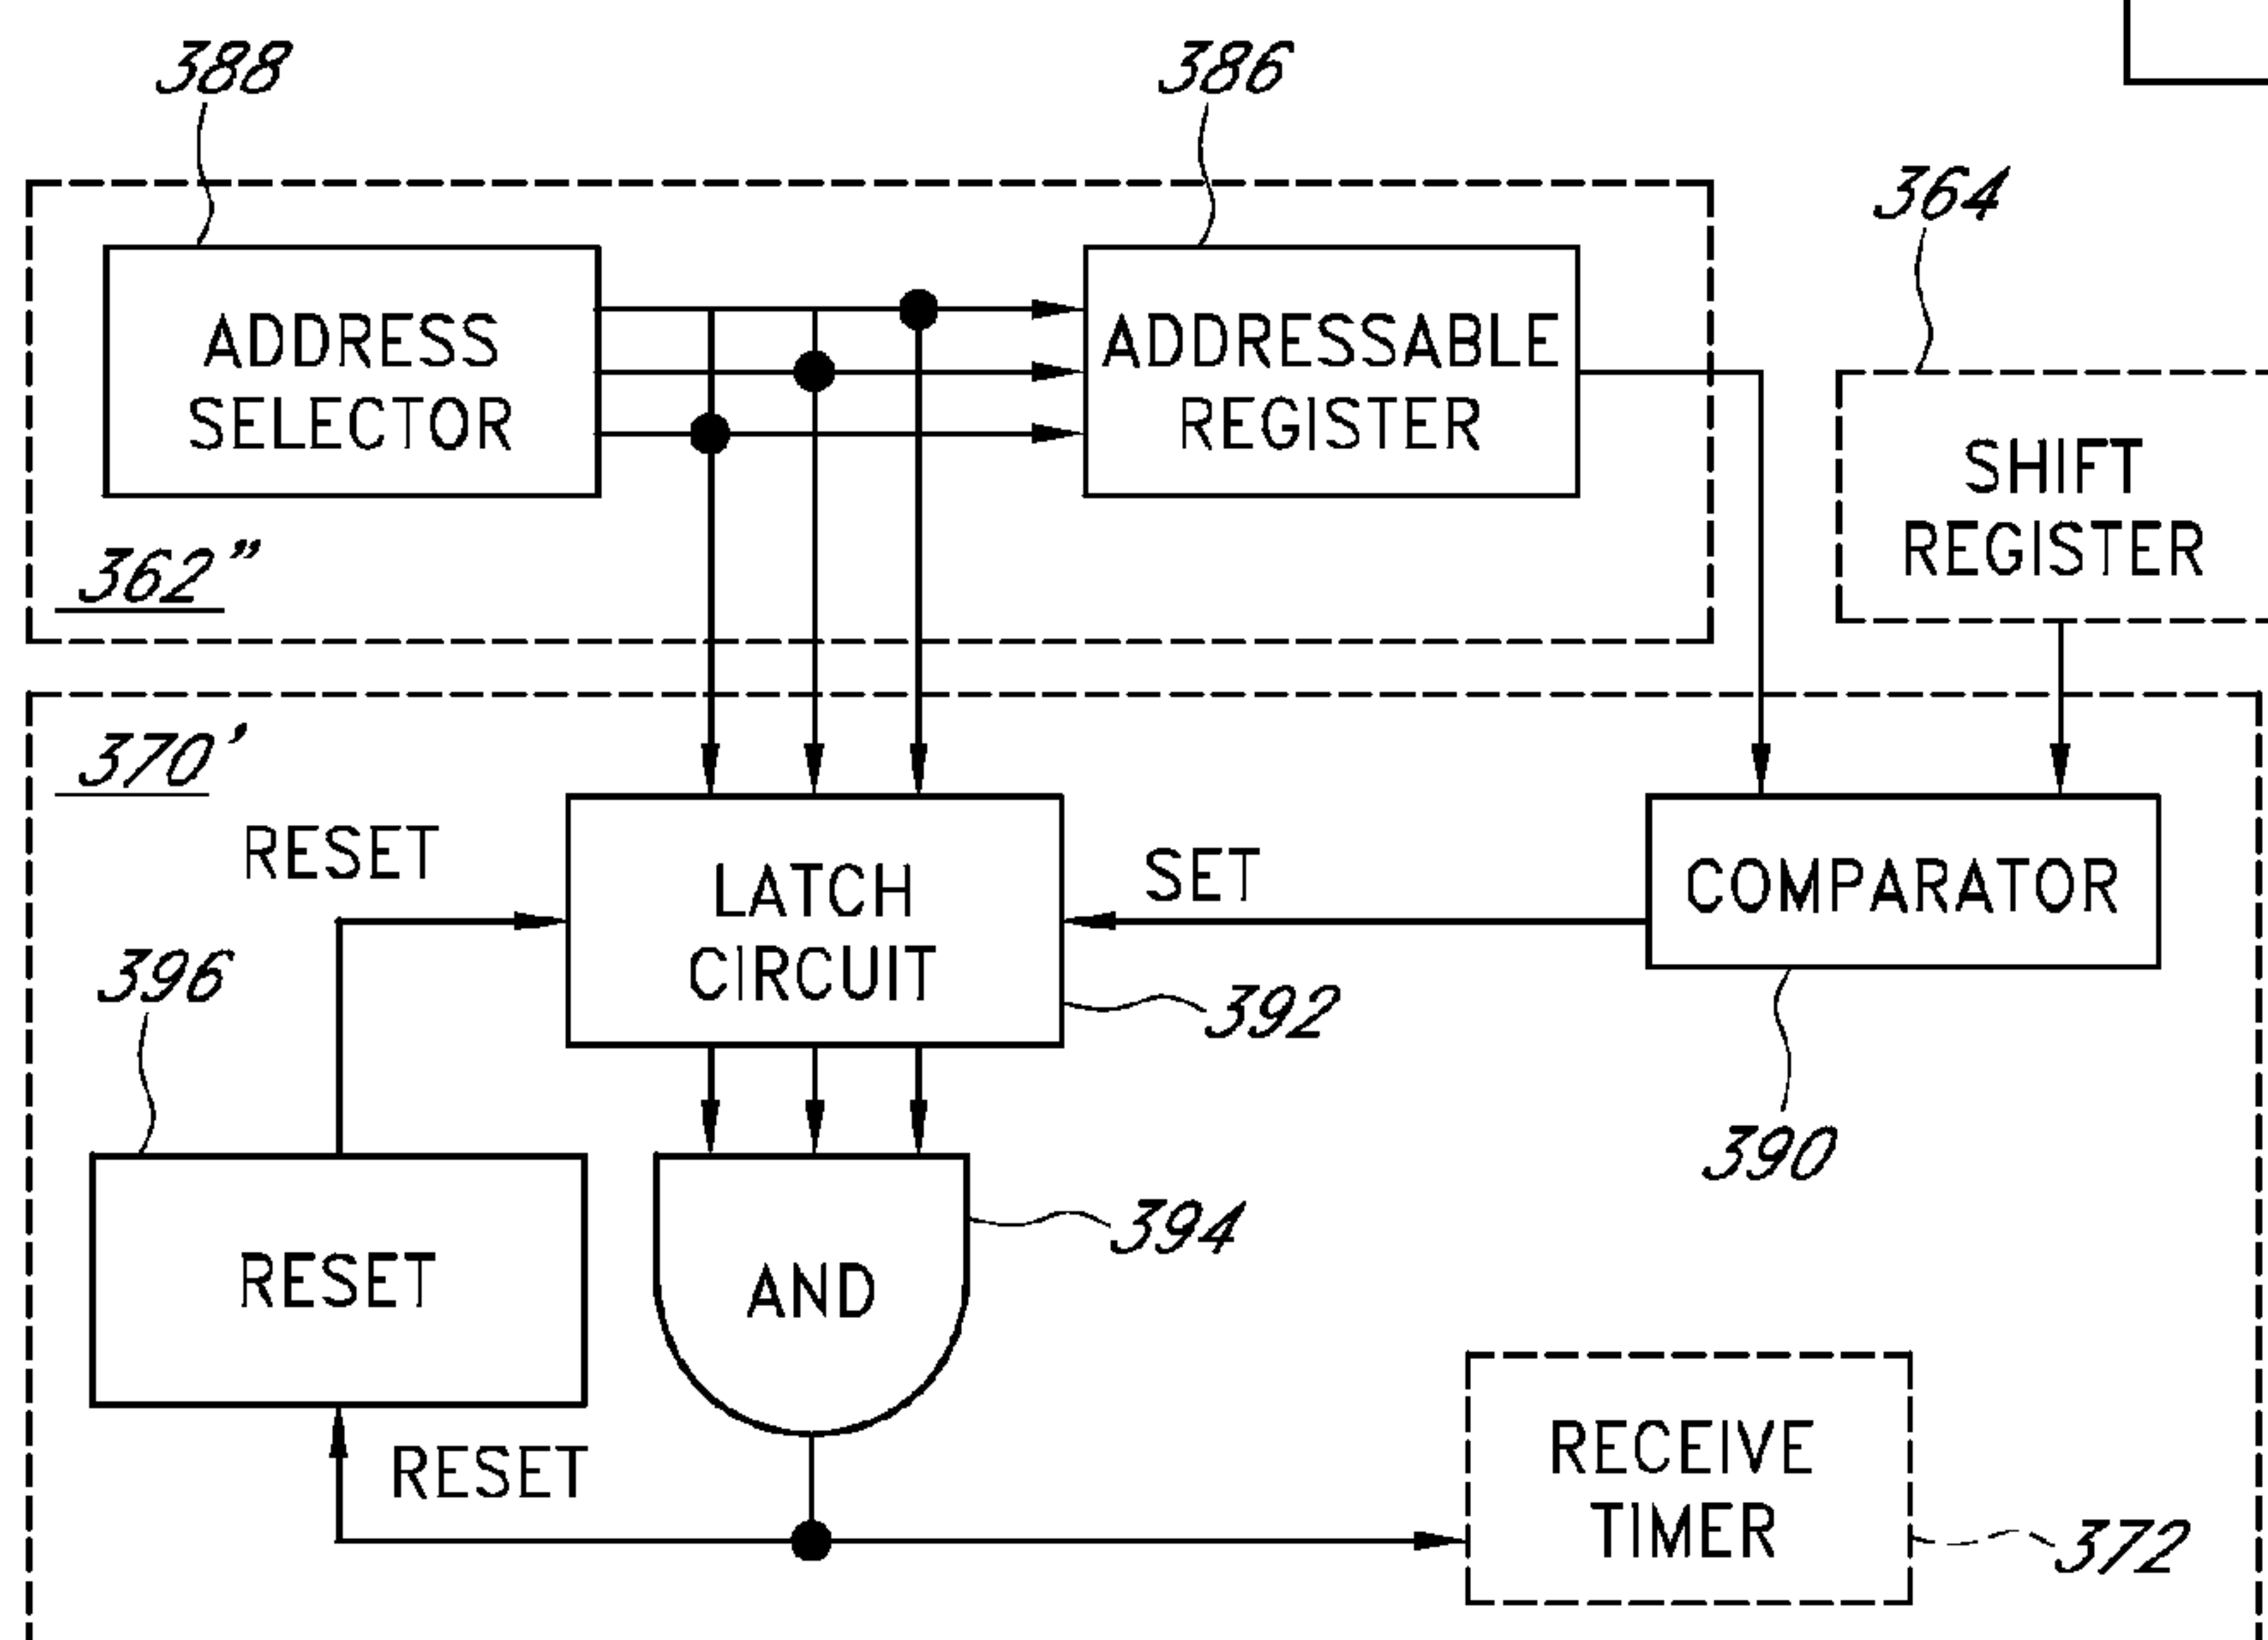 388
386
364
ADDRESS
SELECTOR
ADDRESSABLE
REGISTER
SHIFT
REGISTER
362"
370'
RESET
LATCH
CIRCUIT
SET
COMPARATOR
396
392
390
394
RESET
AND
RESET
RECEIVE
TIMER
372